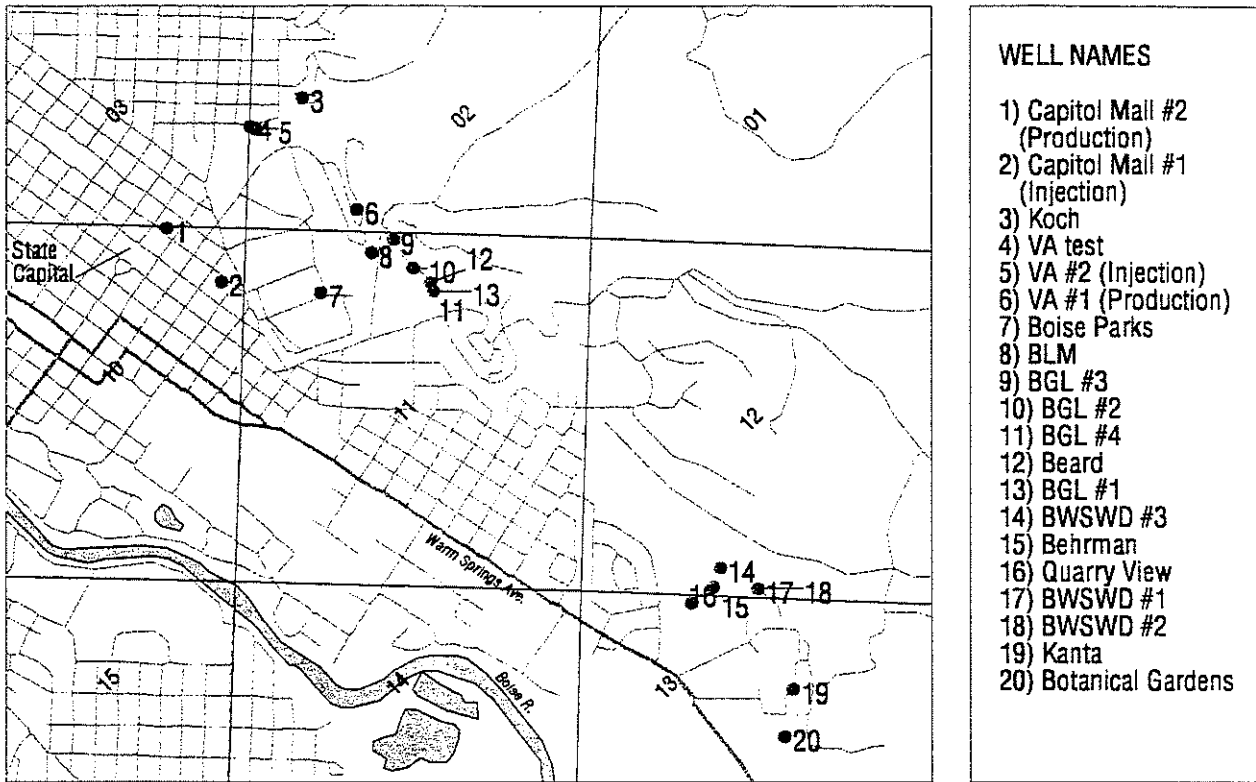 03
02
01
3
4 5
6
State
Capital
1
9
8
10 12
2
7
13
11
10
11
12
Warm Springs Ave.
14
16
15
17 18
15
14
Boise R.
13
19
20
WELL NAMES
1) Capitol Mall #2
(Production)
2) Capitol Mall #1
(Injection)
3) Koch
4) VA test
5) VA #2 (Injection)
6) VA #1 (Production)
7) Boise Parks
8) BLM
9) BGL #3
10) BGL #2
11) BGL #4
12) Beard
13) BGL #1
14) BWSWD #3
15) Behrman
16) Quarry View
17) BWSWD #1
18) BWSWD #2
19) Kanta
20) Botanical Gardens